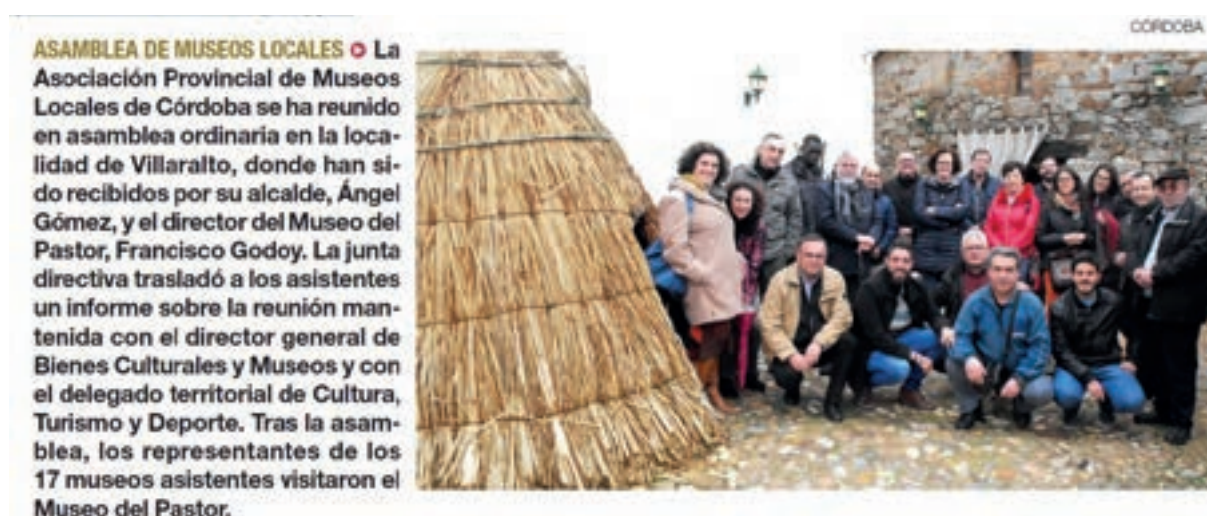 CÓRDOBA
ASAMBLEA DE MUSEOS LOCALES La
Asociación Provincial de Museos
Locales de Córdoba se ha reunido
en asamblea ordinaria en la loca-
lidad de Villaralto, donde han si-
do recibidos por su alcalde, Ángel
Gómez, y el director del Museo del
Pastor, Francisco Godoy. La junta
directiva trasladó a los asistentes
un informe sobre la reunión man-
tenida con el director general de
Bienes Culturales y Museos y con
el delegado territorial de Cultura,
Turismo y Deporte. Tras la asam-
blea, los representantes de los
17 museos asistentes visitaron el
Museo del Pastor.